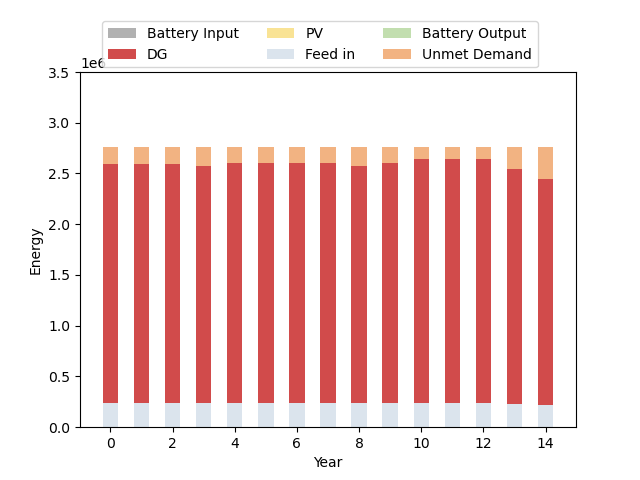 Battery Input PV Battery Output
DG Feed in Unmet Demand
1e6
3.5
3.0
2.5
2.0
1.5
1.0
0.5
0.0
Energy
0 2 4 6 8 10 12 14
Year